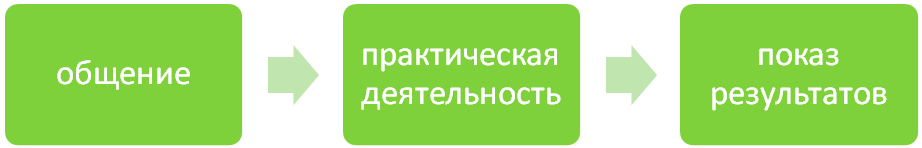 общение
практическая
деятельность
показ
результатов